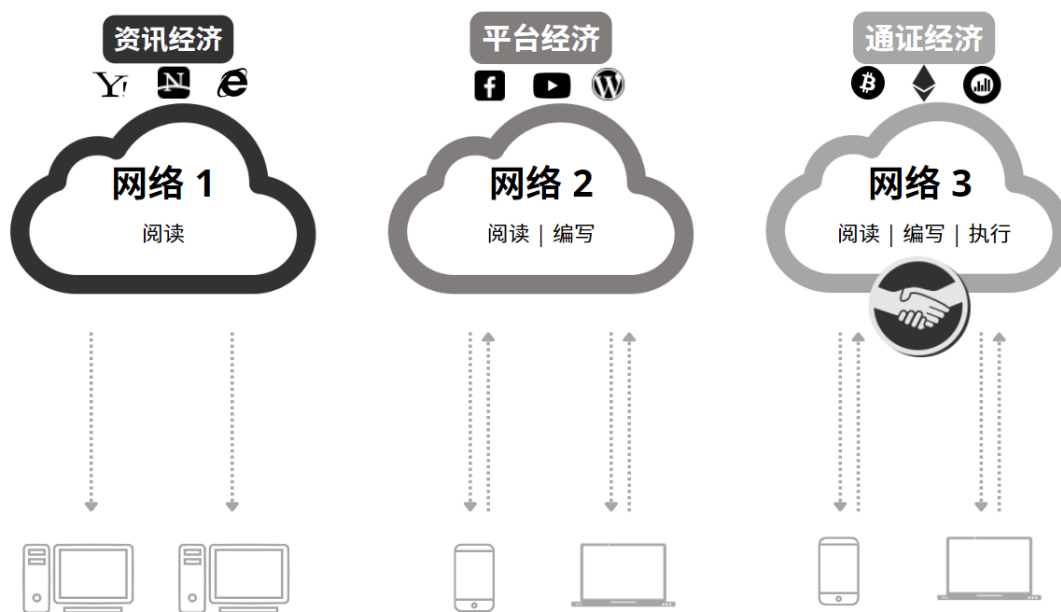 资讯经济
平台经济
通证经济
网络 1
阅读
网络 2
阅读 | 编写
网络 3
阅读 | 编写 | 执行